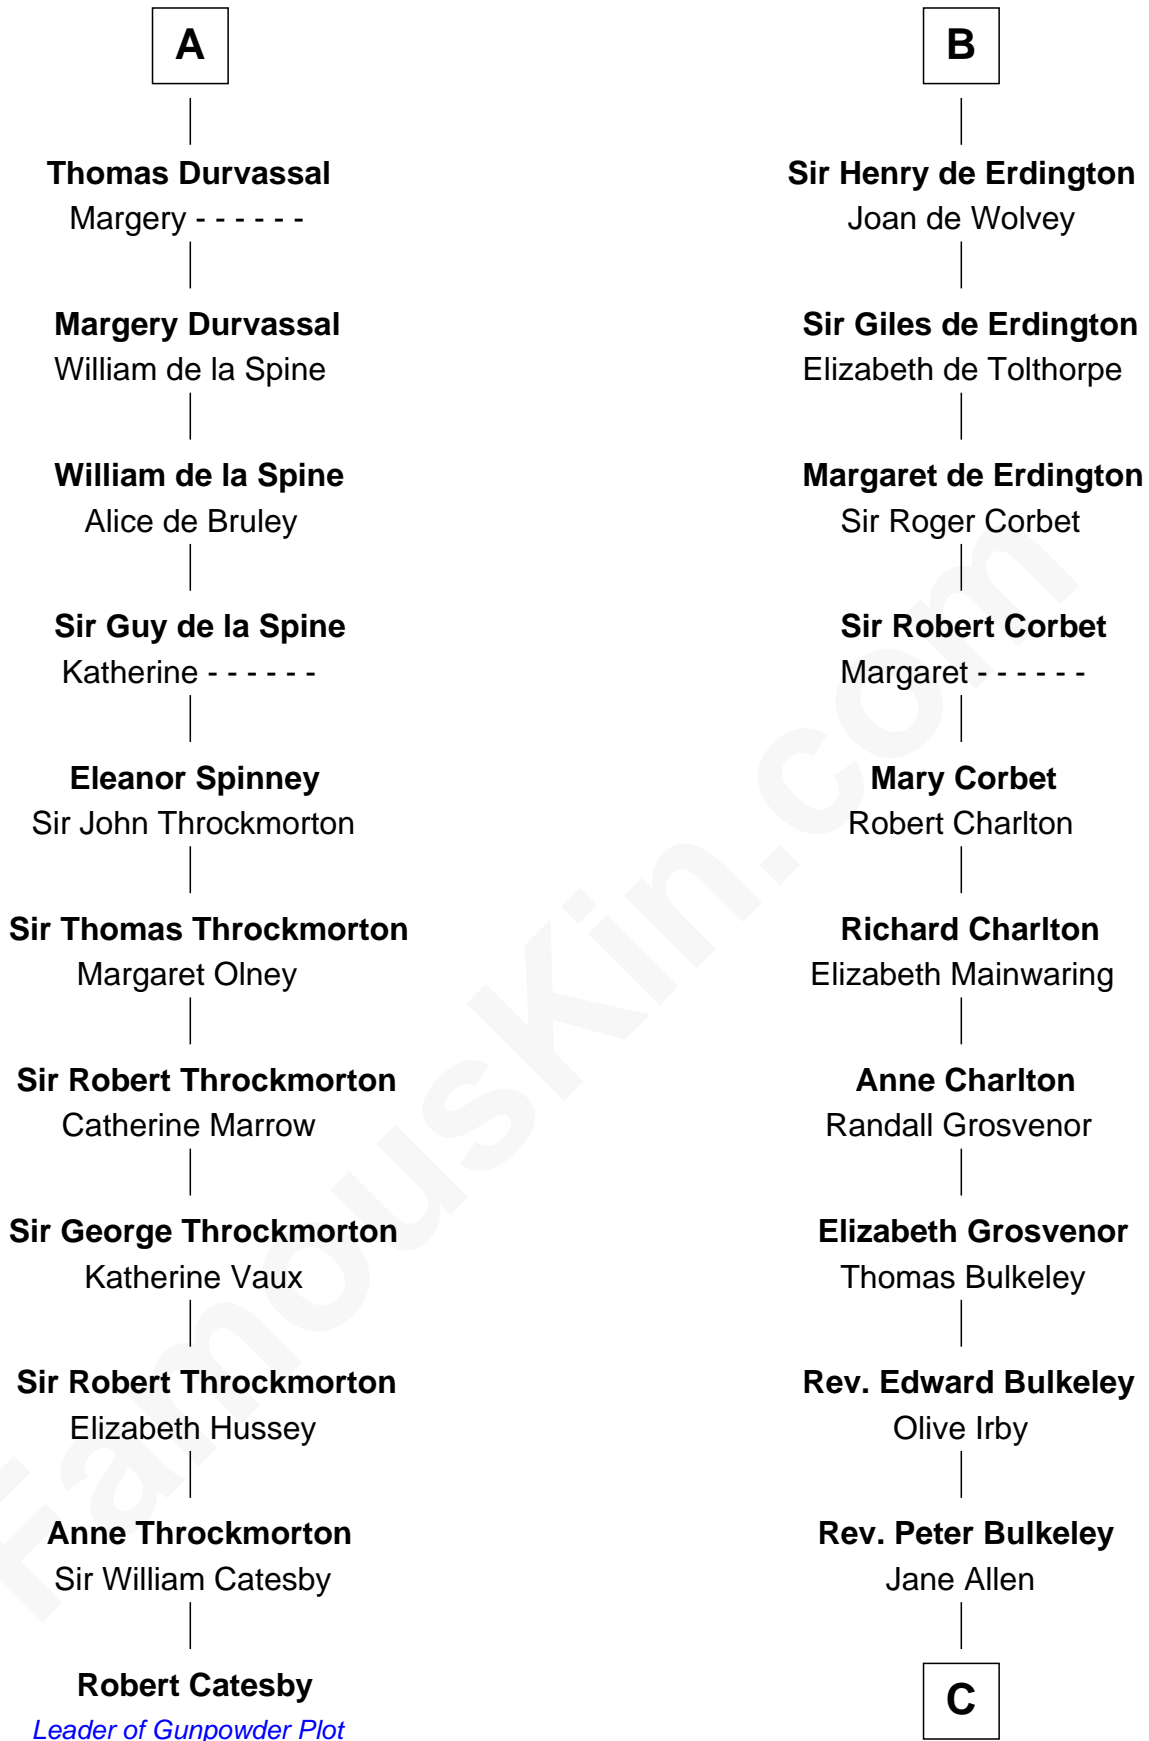 A
Thomas Durvassal
Margery - - - - - -
Margery Durvassal
William de la Spine
William de la Spine
Alice de Bruley
Sir Guy de la Spine
Katherine - - - - - -
Eleanor Spinney
Sir John Throckmorton
Sir Thomas Throckmorton
Margaret Olney
Sir Robert Throckmorton
Catherine Marrow
Sir George Throckmorton
Katherine Vaux
Sir Robert Throckmorton
Elizabeth Hussey
Anne Throckmorton
Sir William Catesby
Robert Catesby
Leader of Gunpowder Plot
B
Sir Henry de Erdington
Joan de Wolvey
Sir Giles de Erdington
Elizabeth de Tolthorpe
Margaret de Erdington
Sir Roger Corbet
Sir Robert Corbet
Margaret - - - - - -
Mary Corbet
Robert Charlton
Richard Charlton
Elizabeth Mainwaring
Anne Charlton
Randall Grosvenor
Elizabeth Grosvenor
Thomas Bulkeley
Rev. Edward Bulkeley
Olive Irby
Rev. Peter Bulkeley
Jane Allen
C
FamousKin.com